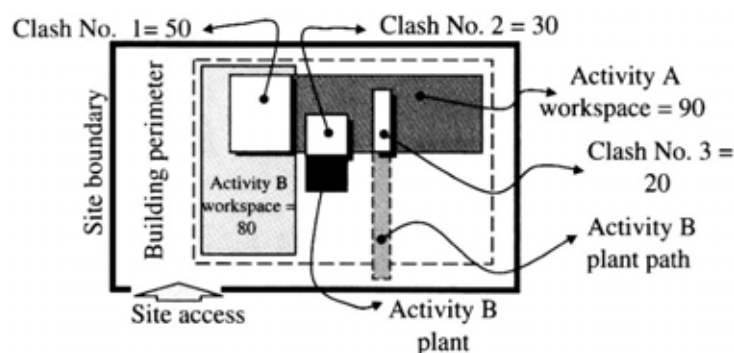 Clash No. 1= 50
Clash No. 2 = 30
Activity A
workspace = 90
Clash No. 3 =
20
Activity B
plant path
Activity B
plant
Site access
Site boundary
Building perimeter
Activity B
workspace =
80